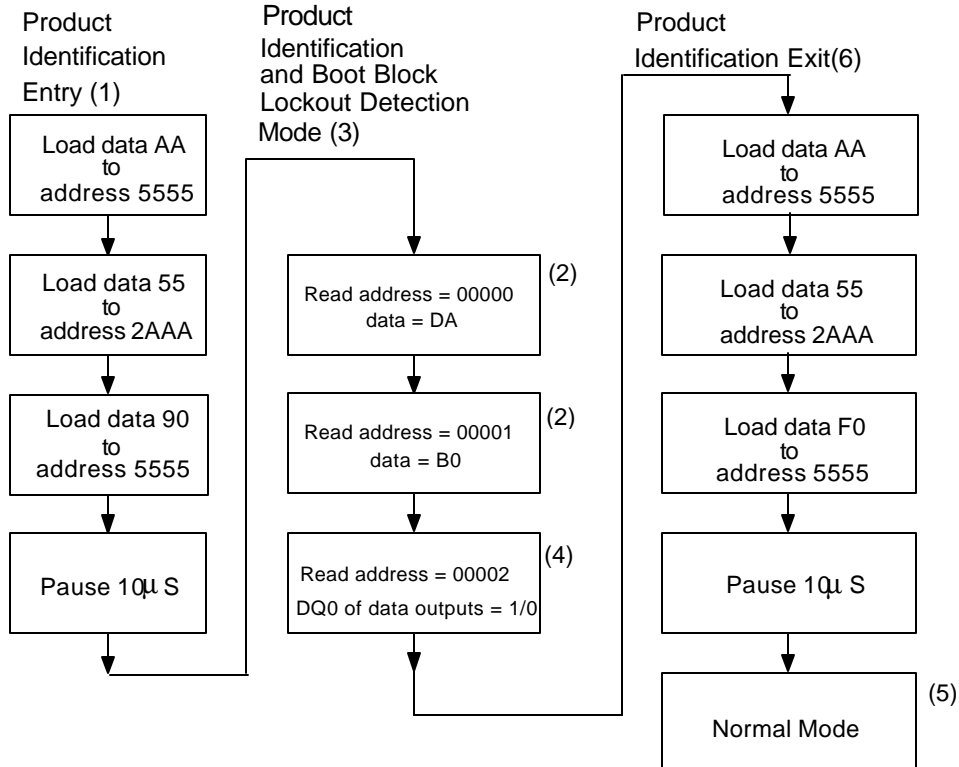 Product
Identification
Entry (1)
Load data AA
to
address 5555
Load data 55
to
address 2AAA
Load data 90
to
address 5555
Pause 10μ S
Product
Identification
and Boot Block
Lockout Detection
Mode (3)
Read address = 00000
data = DA
(2)
Read address = 00001
data = B0
(2)
Read address = 00002
DQ0 of data outputs = 1/0
(4)
Product
Identification Exit(6)
Load data AA
to
address 5555
Load data 55
to
address 2AAA
Load data F0
to
address 5555
Pause 10μ S
Normal Mode
(5)